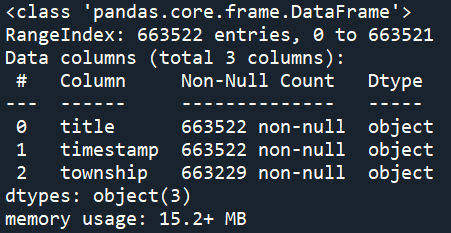 <class 'pandas.core.frame.DataFrame'>
RangeIndex: 663522 entries, 0 to 663521
Data columns (total 3 columns):
 #   Column     Non-Null Count   Dtype
---  ------     --------------   -----
 0   title      663522 non-null  object
 1   timestamp  663522 non-null  object
 2   township   663229 non-null  object
dtypes: object(3)
memory usage: 15.2+ MB